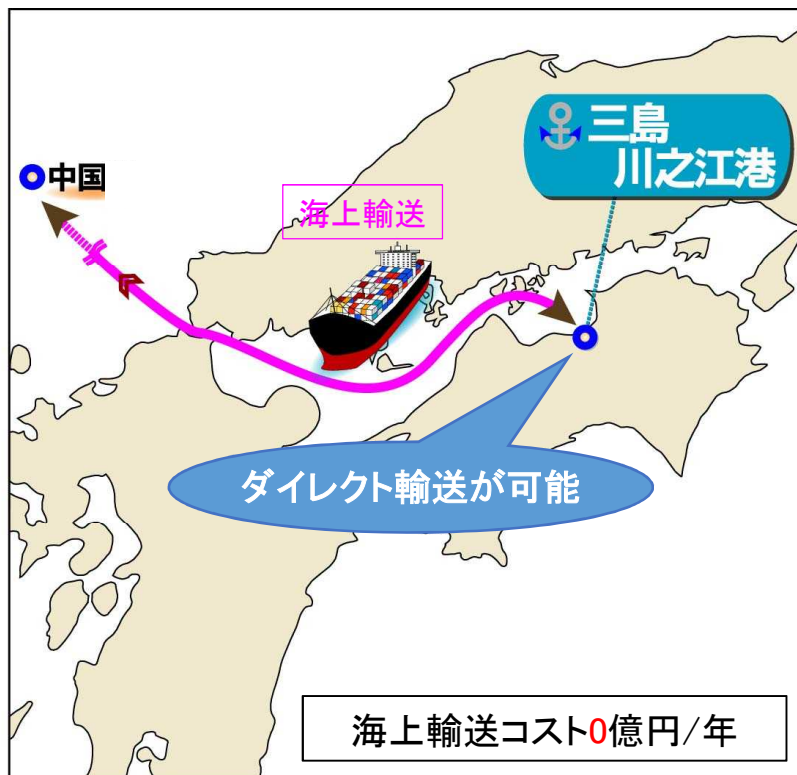 三島
川之江港
中国
海上輸送
ダイレクト輸送が可能
海上輸送コスト0億円/年